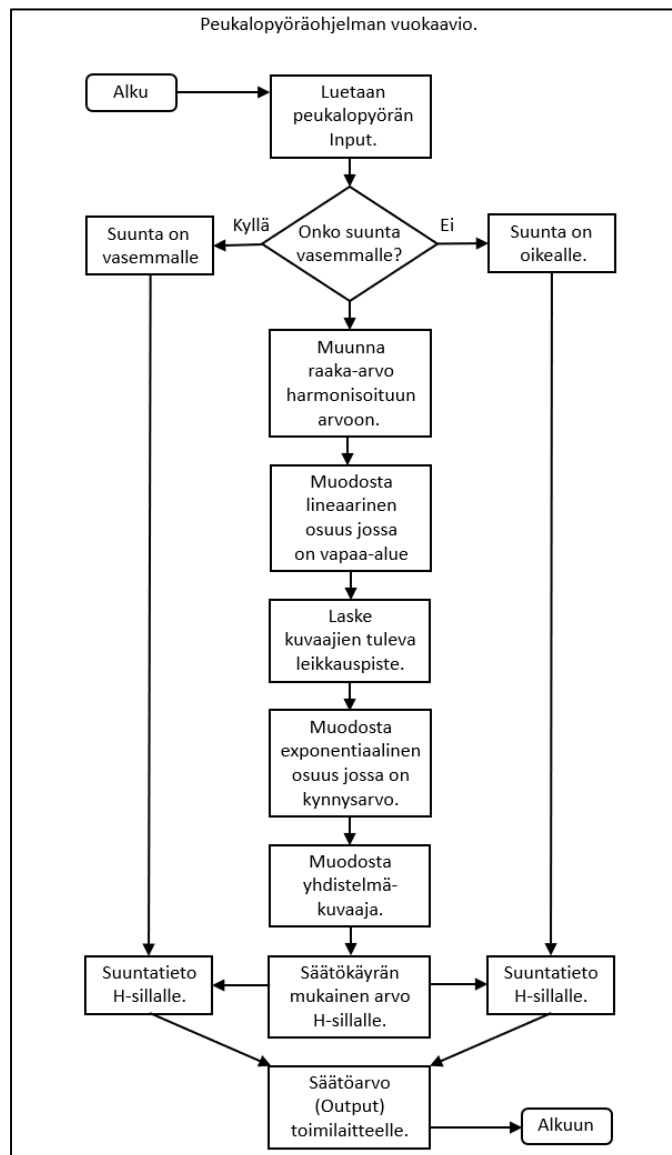 Peukalopyöräohjelman vuokaavio.
Alku
Luetaan
peukalopyörän
Input.
Kyllä
Onko suunta
vasemmalle?
Ei
Suunta on
vasemmalle
Suunta on
oikealle.
Muunna
raaka-arvo
harmonisoituun
arvoon.
Muodosta
lineaarinen
osuus jossa
on vapaa-alue
Laske
kuvaajien tuleva
leikkauspiste.
Muodosta
exponentiaalinen
osuus jossa on
kynnysarvo.
Muodosta
yhdistelmä-
kuvaaja.
Suuntatieto
H-sillalle.
Säätökäyrän
mukainen arvo
H-sillalle.
Suuntatieto
H-sillalle.
Säätöarvo
(Output)
toimilaitteelle.
Alkuun